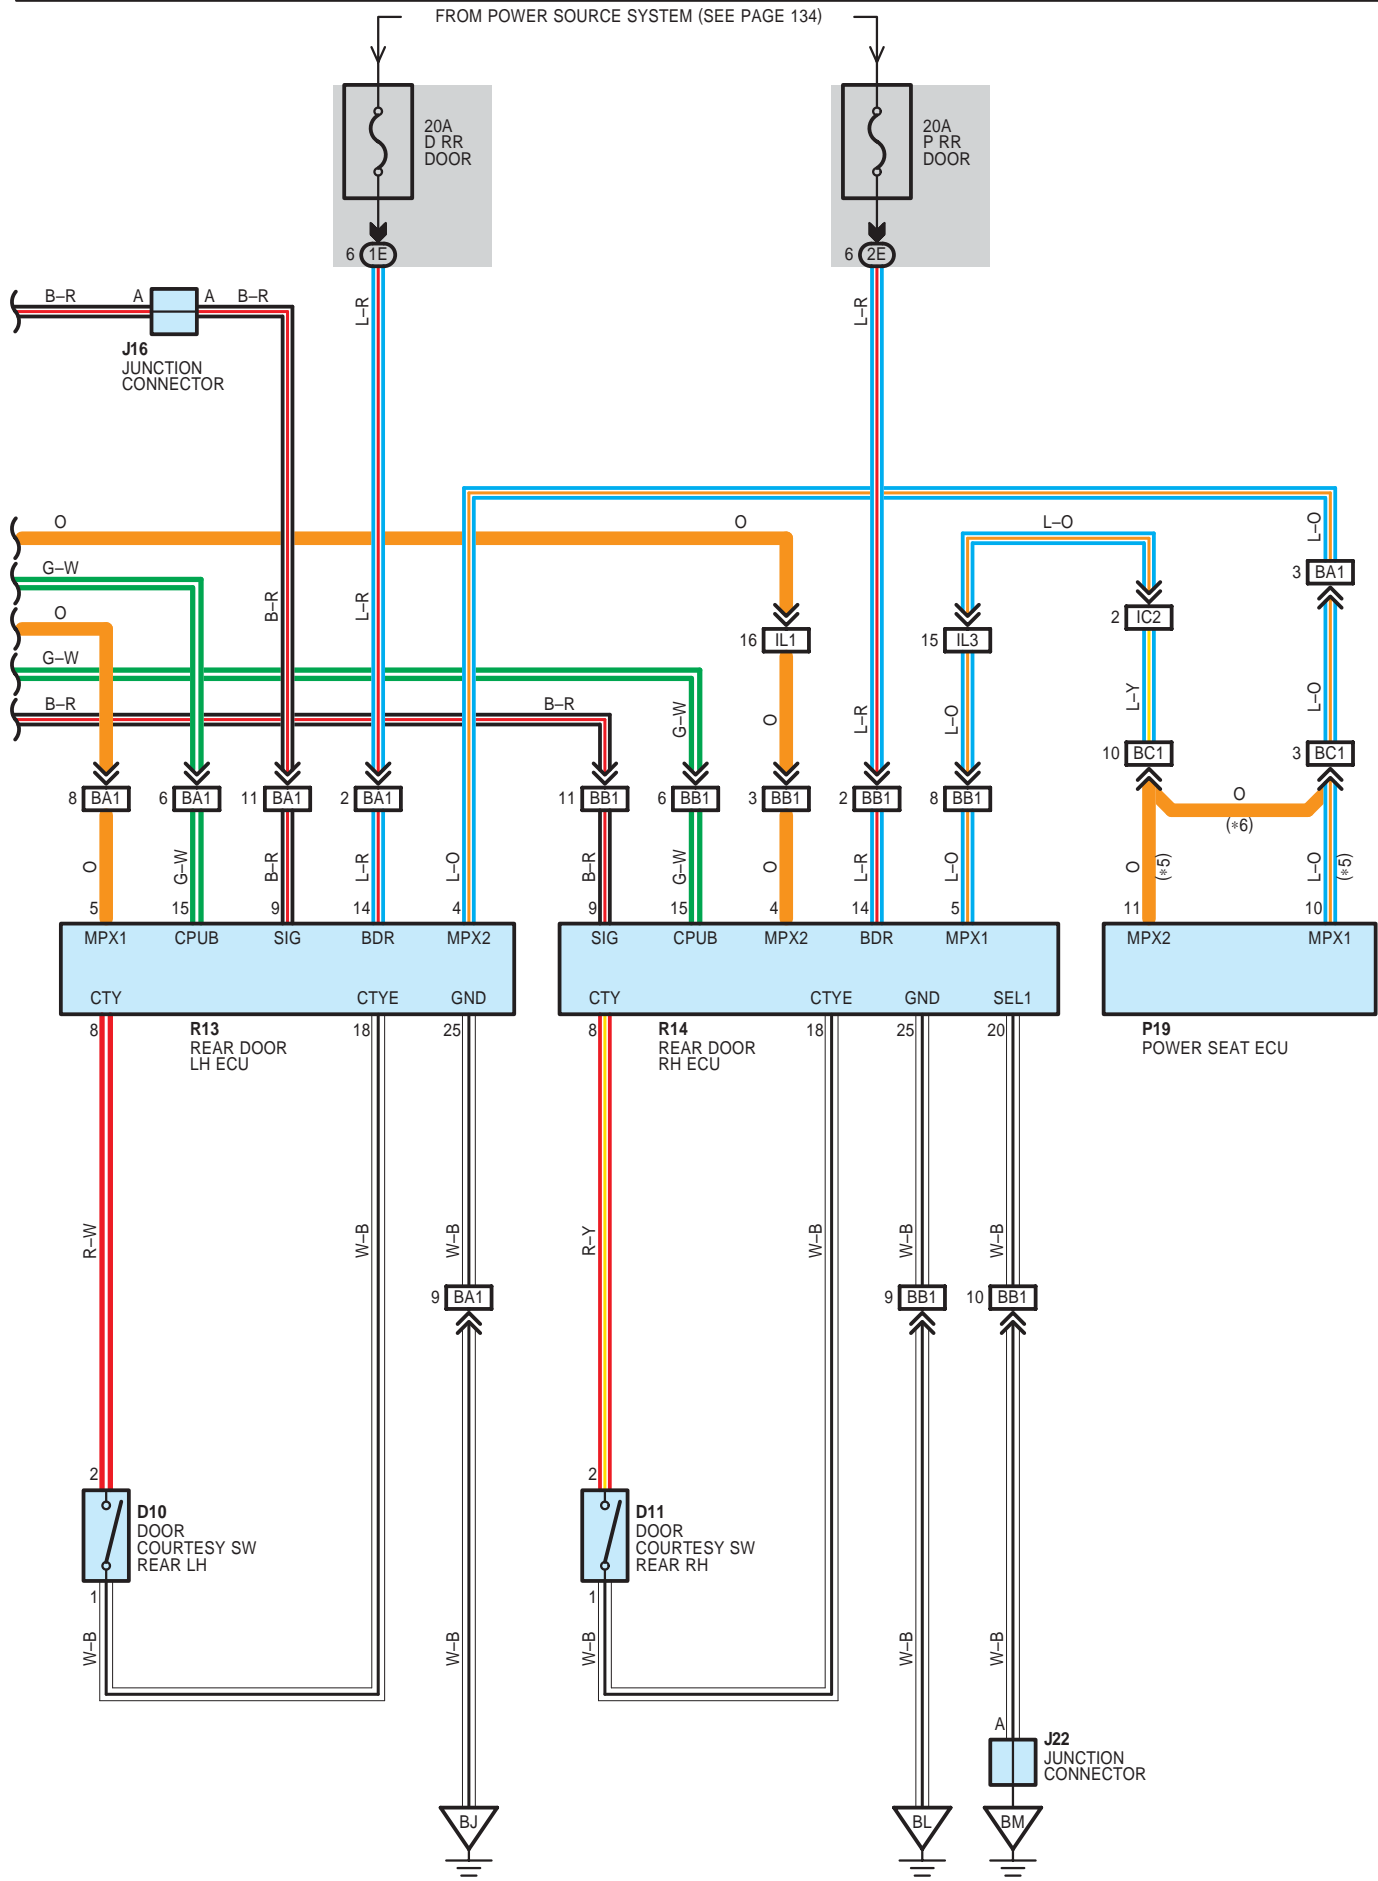 FROM POWER SOURCE SYSTEM (SEE PAGE 134)
20A
D RR
DOOR
20A
P RR
DOOR
6 1E
6 2E
B–R A A B–R
L–R
L–R
J16
JUNCTION
CONNECTOR
O
O
L–O
L–O
G–W
3 BA1
B–R
L–R
O
2 IC2
16 IL1
15 IL3
G–W
B–R
B–R
G–W
O
L–R
L–O
L–Y
L–O
10 BC1
3 BC1
8 BA1
6 BA1
11 BA1
2 BA1
11 BB1
6 BB1
3 BB1
2 BB1
8 BB1
O
(*6)
O
G–W
B–R
L–R
L–O
B–R
G–W
O
L–R
L–O
O
(*5)
L–O
(*5)
5 15 9 14 4
9 15 4 14 5
11 10
MPX1 CPUB SIG BDR MPX2
SIG CPUB MPX2 BDR MPX1
MPX2 MPX1
CTY CTYE GND
CTY CTYE GND SEL1
8 18 25
8 18 25 20
R13
REAR DOOR
LH ECU
R14
REAR DOOR
RH ECU
P19
POWER SEAT ECU
R–W
W–B
W–B
R–Y
W–B
W–B
W–B
9 BA1
9 BB1
10 BB1
2
2
D10
DOOR
COURTESY SW
REAR LH
D11
DOOR
COURTESY SW
REAR RH
1
1
W–B
W–B
W–B
W–B
W–B
A
J22
JUNCTION
CONNECTOR
BJ
BL
BM